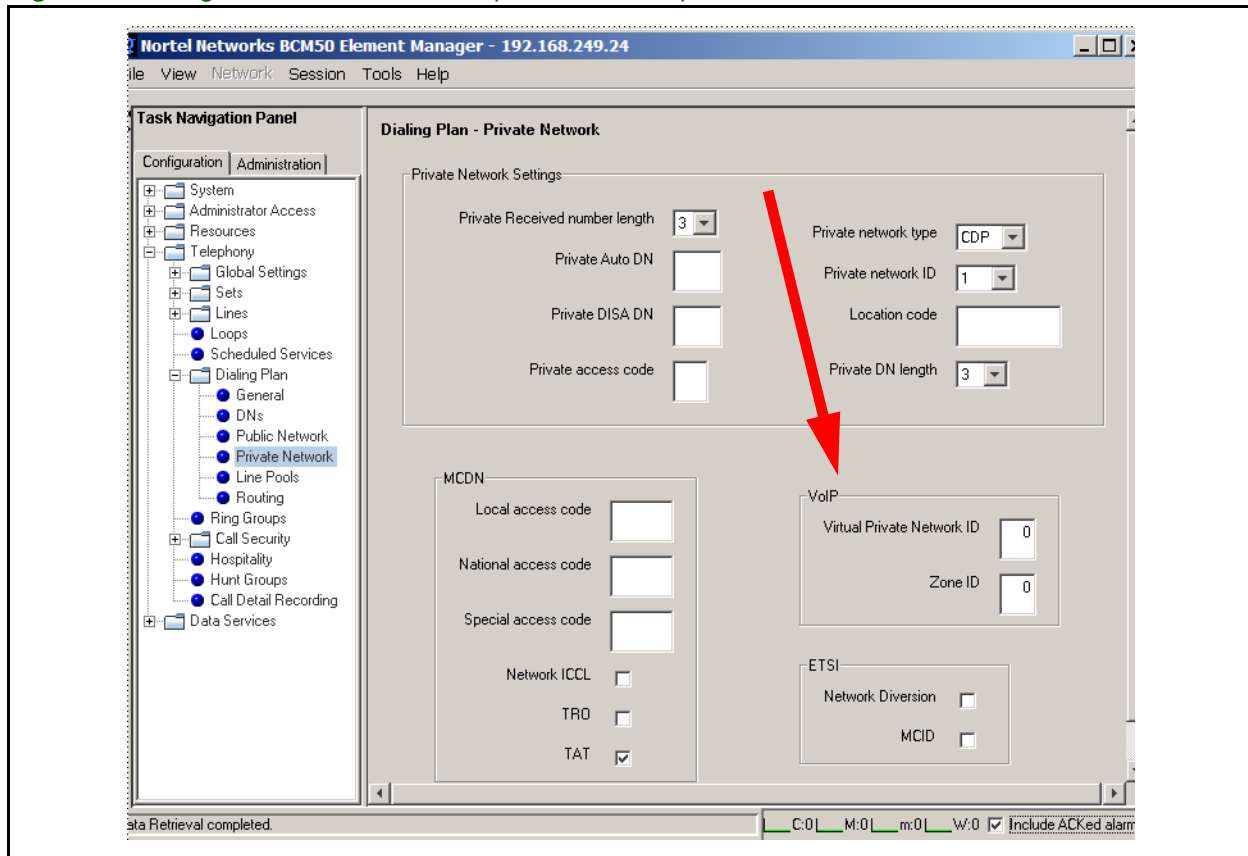 Nortel Networks BCM50 Element Manager - 192.168.249.24
ile View Network Session Tools Help
Task Navigation Panel
Configuration Administration
System
Administrator Access
Resources
Telephony
Global Settings
Sets
Lines
Loops
Scheduled Services
Dialing Plan
General
DNs
Public Network
Private Network
Line Pools
Routing
Ring Groups
Call Security
Hospitality
Hunt Groups
Call Detail Recording
Data Services
Dialing Plan - Private Network
Private Network Settings
Private Received number length 3
Private Auto DN
Private DISA DN
Private access code
Private network type CDP
Private network ID 1
Location code
Private DN length 3
MCDN
Local access code
National access code
Special access code
Network ICCL
TRO
TAT
VoIP
Virtual Private Network ID 0
Zone ID 0
ETSI
Network Diversion
MCID
ata Retrieval completed.
C:0 M:0 m:0 W:0 Include ACKed alarm